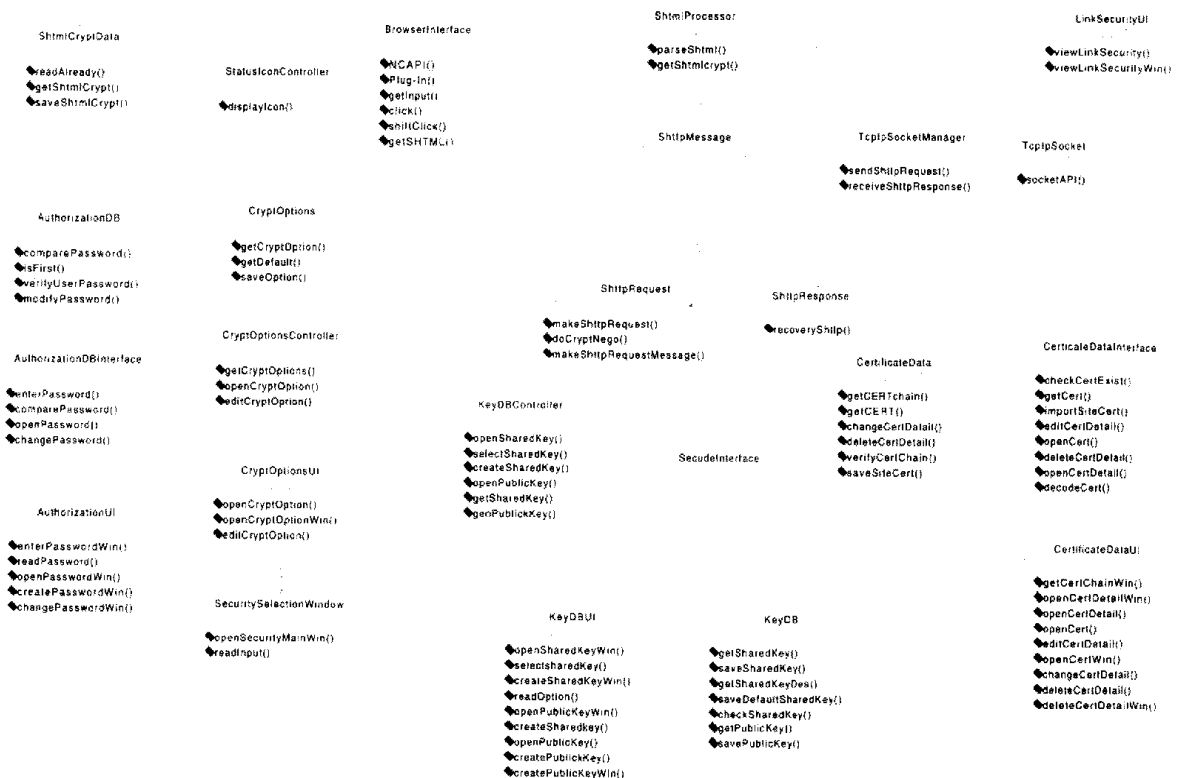 ShtmlCryptData
readAlready()
getShtmlCrypt()
saveShtmlCrypt()
StatusIconController
displayIcon()
BrowserInterface
NCAPI()
Plug-In()
getInput()
click()
shiftClick()
getSHTML()
ShtmlProcessor
parseShtml()
getShtmlcrypt()
LinkSecurityUI
viewLinkSecurity()
viewLinkSecurityWin()
ShttpMessage
TcpIpSocketManager
sendShttpRequest()
receiveShttpResponse()
TcpIpSocket
socketAPI()
AuthorizationDB
comparePassword()
isFirst()
verifyUserPassword()
modifyPassword()
CryptOptions
getCryptOption()
getDefault()
saveOption()
ShttpRequest
makeShttpRequest()
doCryptNego()
makeShttpRequestMessage()
ShttpResponse
recoveryShttp()
AuthorizationDBInterface
enterPassword()
comparePassword()
openPassword()
changePassword()
CryptOptionsController
getCryptOptions()
openCryptOption()
editCryptOption()
KeyDBController
openSharedKey()
selectSharedKey()
createSharedKey()
openPublicKey()
getSharedKey()
genPublickKey()
SecudeInterface
CertificateData
getCERTchain()
getCERT()
changeCertDatail()
deleteCertDetail()
verifyCertChain()
saveSiteCert()
CerticateDataInterface
checkCertExist()
getCert()
importSiteCert()
editCertDetail()
openCert()
deleteCertDetail()
openCertDetail()
decodeCert()
CryptOptionsUI
openCryptOption()
openCryptOptionWin()
editCryptOption()
AuthorizationUI
enterPasswordWin()
readPassword()
openPasswordWin()
createPasswordWin()
changePasswordWin()
SecuritySelectionWindow
openSecurityMainWin()
readInput()
KeyDBUI
openSharedKeyWin()
selectsharedKey()
createSharedKeyWin()
readOption()
openPublicKeyWin()
createSharedkey()
openPublicKey()
createPublickKey()
createPublicKeyWin()
KeyDB
getSharedKey()
saveSharedKey()
getSharedKeyDes()
saveDefaultSharedKey()
checkSharedKey()
getPublicKey()
savePublicKey()
CertificateDataUI
getCertChainWin()
openCertDetailWin()
openCertDetail()
openCert()
editCertDetail()
openCertWin()
changeCertDetail()
deleteCertDetail()
deleteCertDetailWin()